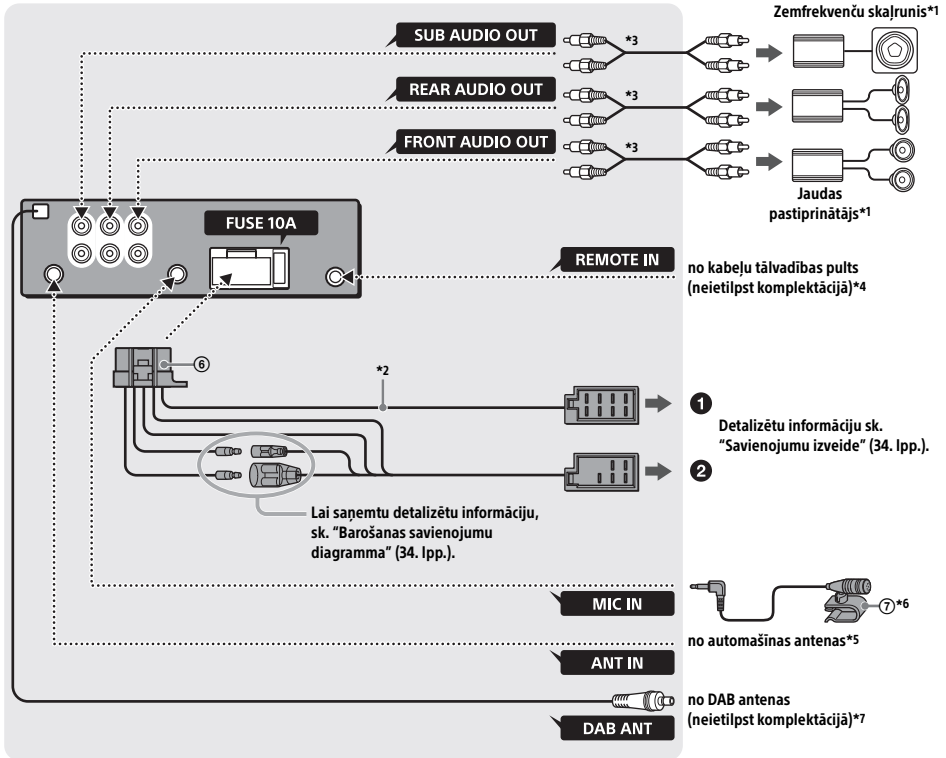 Zemfrekvenču skaļrunis*1
SUB AUDIO OUT
*3
REAR AUDIO OUT
*3
FRONT AUDIO OUT
*3
Jaudas
pastiprinātājs*1
FUSE 10A
REMOTE IN
no kabeļu tālvadības pults
(neietilpst komplektācijā)*4
⑥
*2
❶
Detalizētu informāciju sk.
“Savienojumu izveide” (34. lpp.).
❷
Lai saņemtu detalizētu informāciju,
sk. “Barošanas savienojumu
diagramma” (34. lpp.).
MIC IN
⑦*6
no automašīnas antenas*5
ANT IN
no DAB antenas
(neietilpst komplektācijā)*7
DAB ANT